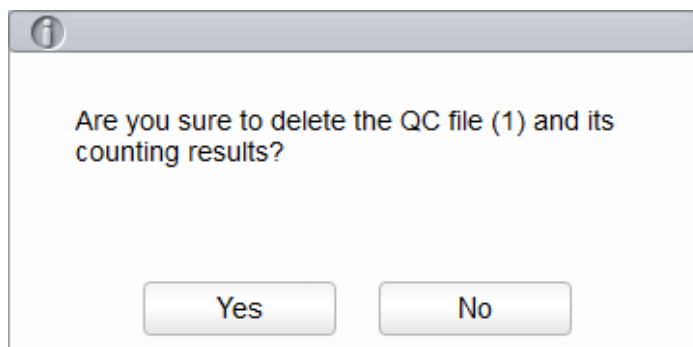 Are you sure to delete the QC file (1) and its
counting results?
Yes
No